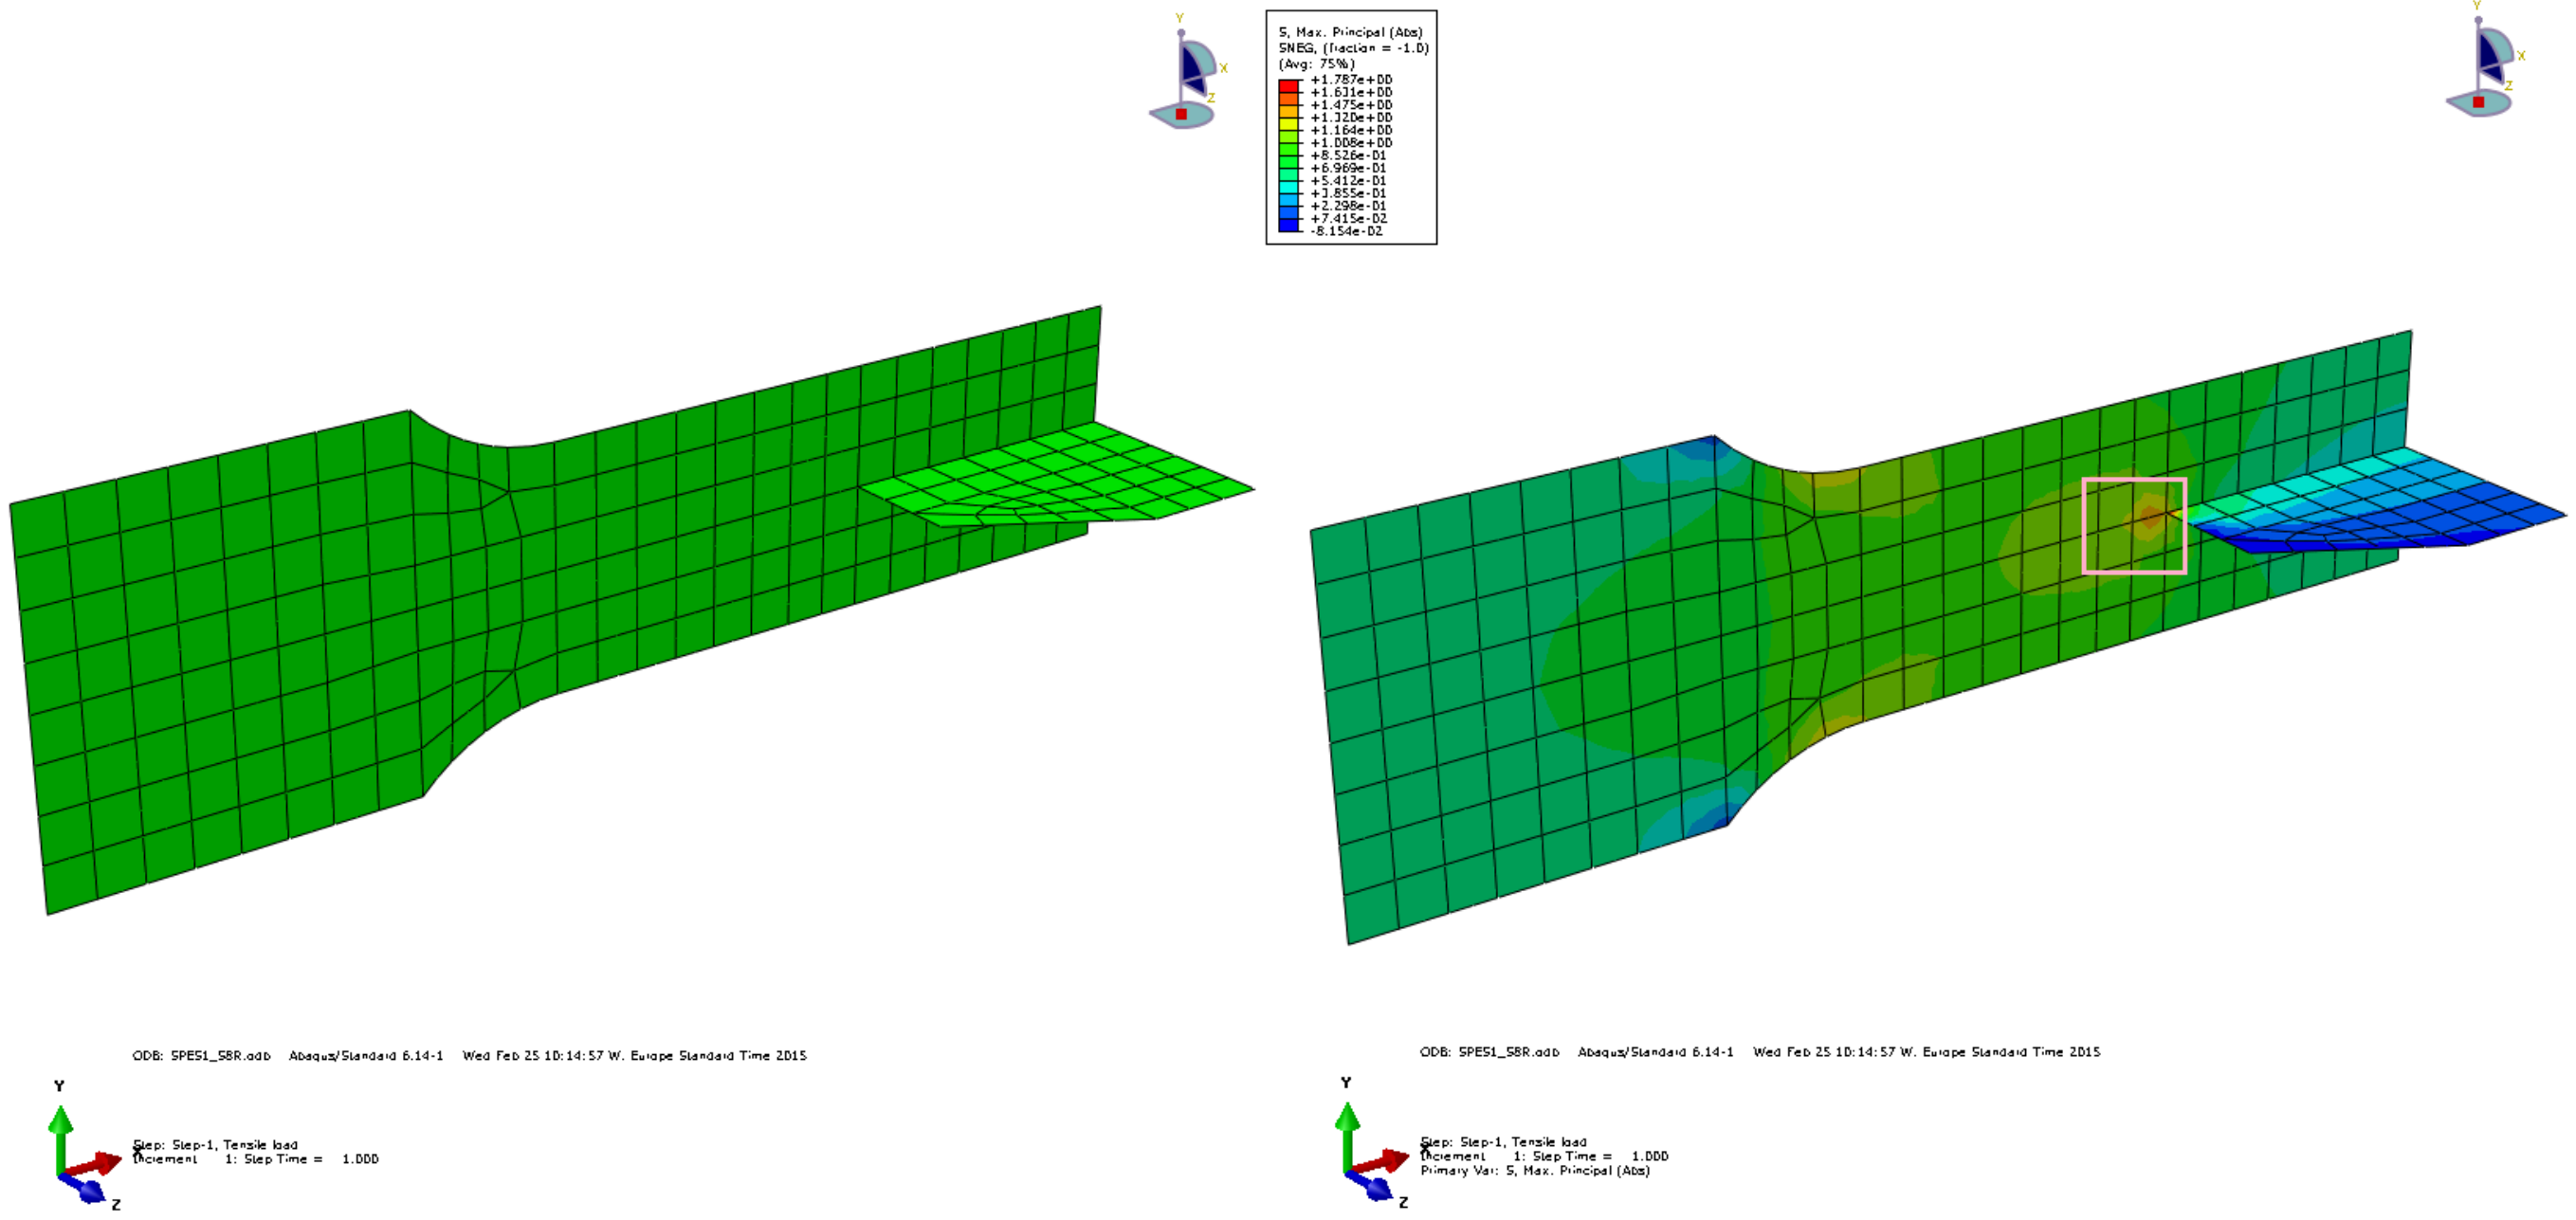 Y
X
Z
S, Max. Principal (Abs)
SNEG, (fraction = -1.0)
(Avg: 75%)
+1.787e+00
+1.631e+00
+1.475e+00
+1.320e+00
+1.164e+00
+1.008e+00
+8.526e-01
+6.969e-01
+5.412e-01
+3.855e-01
+2.298e-01
+7.415e-02
-8.154e-02
Y
X
Z
ODB: SPES1_S8R.odb Abaqus/Standard 6.14-1 Wed Feb 25 10:14:57 W. Europe Standard Time 2015
Y
X
Z
Step: Step-1, Tensile load
Increment 1: Step Time = 1.000
ODB: SPES1_S8R.odb Abaqus/Standard 6.14-1 Wed Feb 25 10:14:57 W. Europe Standard Time 2015
Y
X
Z
Step: Step-1, Tensile load
Increment 1: Step Time = 1.000
Primary Var: S, Max. Principal (Abs)